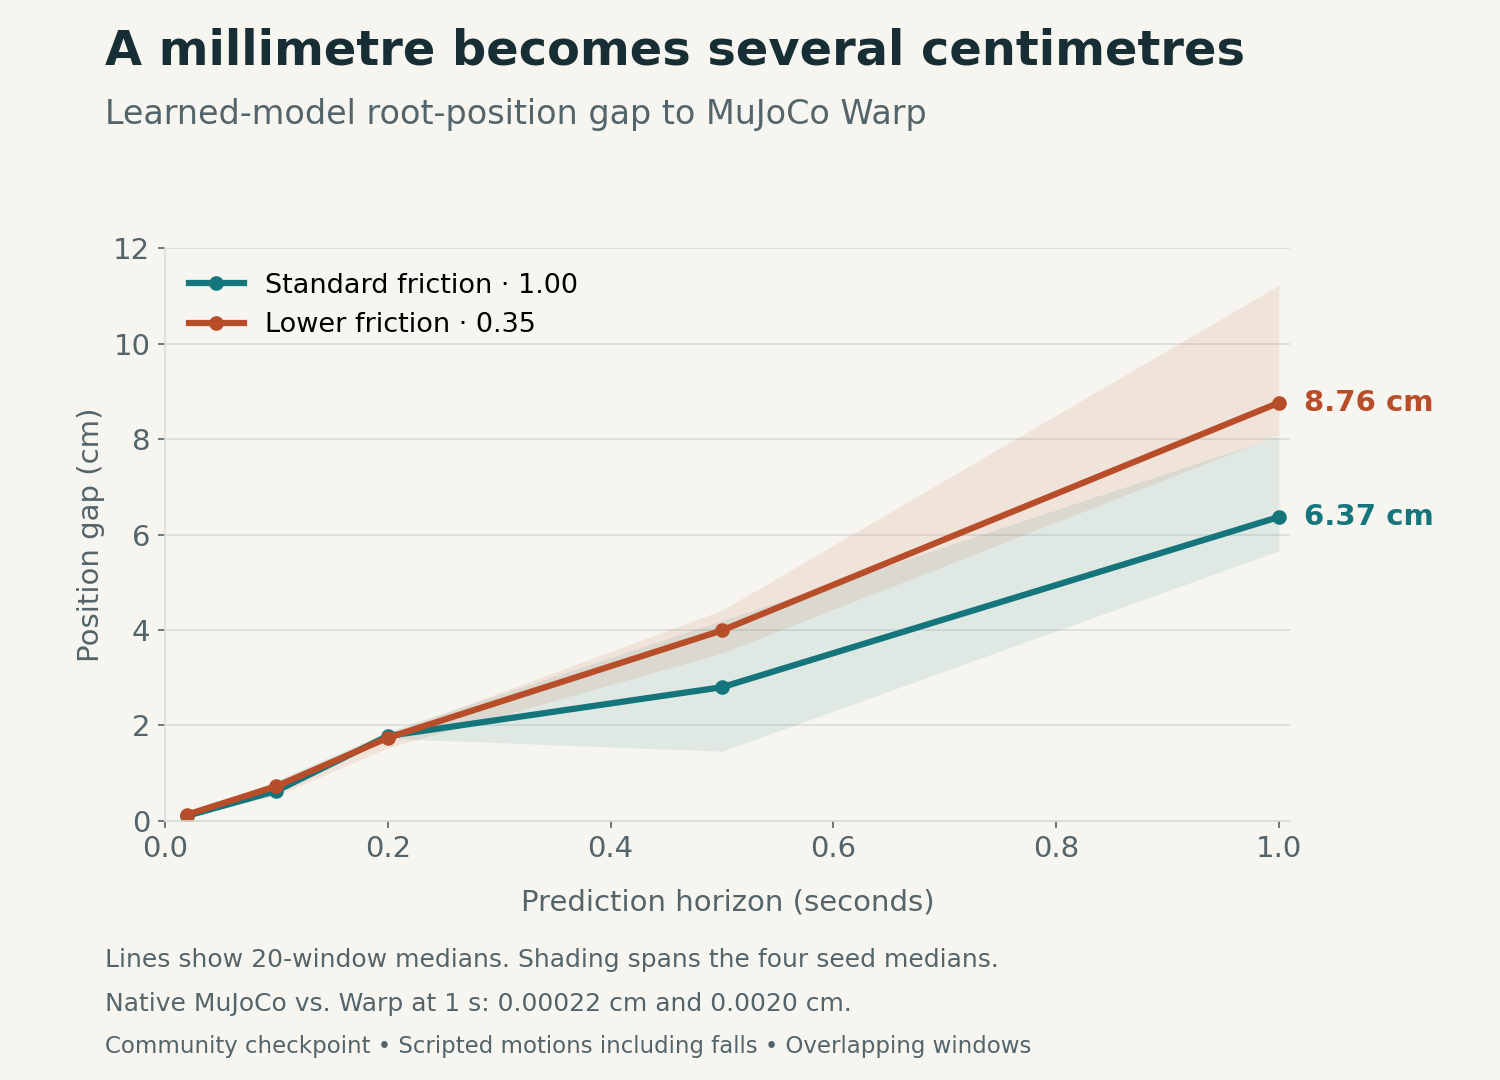 A millimetre becomes several centimetres
Learned-model root-position gap to MuJoCo Warp
12
10
8
6
4
2
0
Position gap (cm)
Standard friction · 1.00
Lower friction · 0.35
8.76 cm
6.37 cm
0.0 0.2 0.4 0.6 0.8 1.0
Prediction horizon (seconds)
Lines show 20-window medians. Shading spans the four seed medians.
Native MuJoCo vs. Warp at 1 s: 0.00022 cm and 0.0020 cm.
Community checkpoint • Scripted motions including falls • Overlapping windows